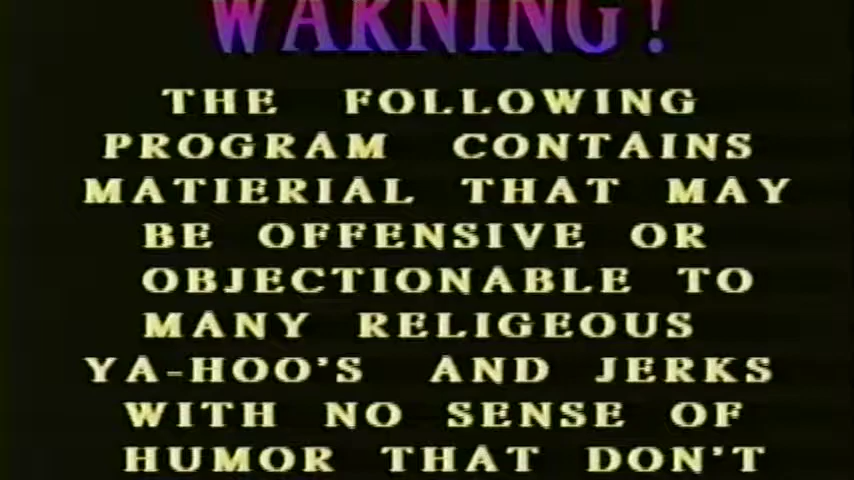 WARNING!
THE FOLLOWING
PROGRAM CONTAINS
MATIERIAL THAT MAY
BE OFFENSIVE OR
OBJECTIONABLE TO
MANY RELIGEOUS
YA-HOO'S AND JERKS
WITH NO SENSE OF
HUMOR THAT DON'T